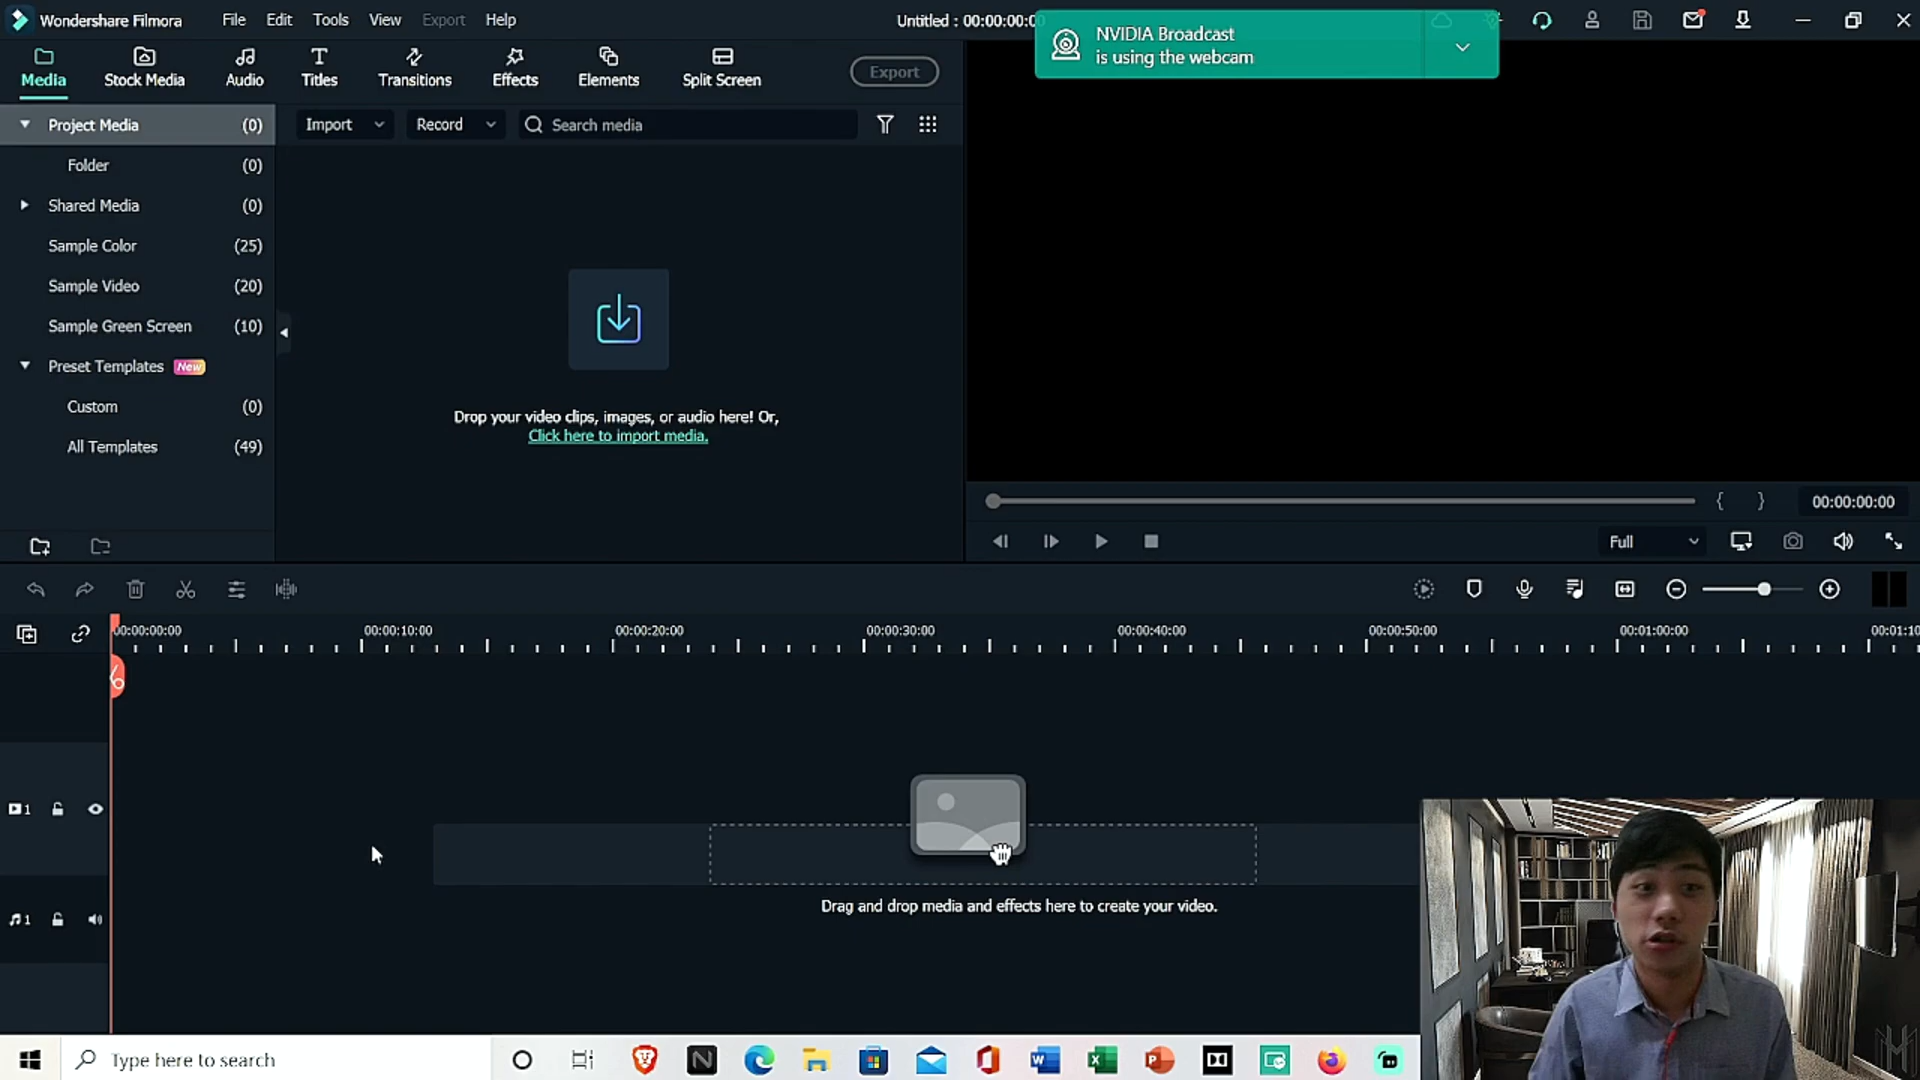 Wondershare Filmora
File
Edit
Tools
View
Export
Help
Untitled : 00:00:00:00
NVIDIA Broadcast
is using the webcam
Media
Stock Media
Audio
Titles
Transitions
Effects
Elements
Split Screen
Export
Project Media (0)
Folder (0)
Shared Media (0)
Sample Color (25)
Sample Video (20)
Sample Green Screen (10)
Preset Templates New
Custom (0)
All Templates (49)
Import
Record
Search media
Drop your video clips, images, or audio here! Or,
Click here to import media.
{ }
00:00:00:00
Full
00:00:00:00
00:00:10:00
00:00:20:00
00:00:30:00
00:00:40:00
00:00:50:00
00:01:00:00
00:01:10
1
1
Drag and drop media and effects here to create your video.
Type here to search